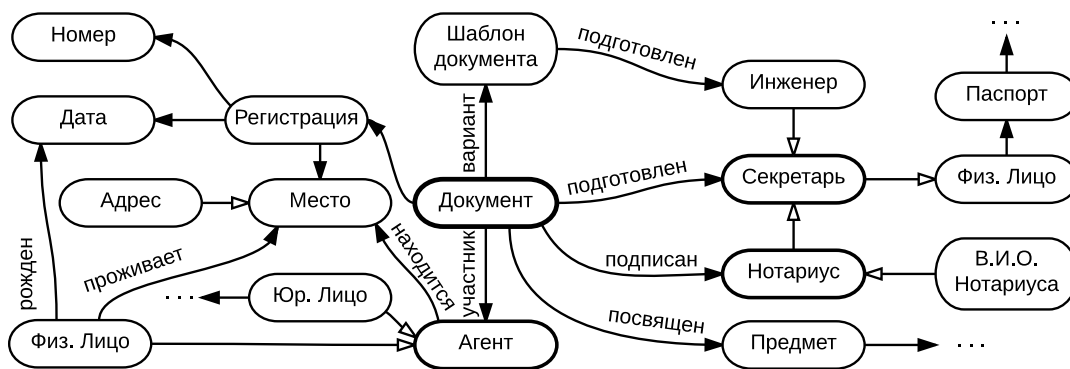 . . .
Номер
Шаблон
документа
подготовлен
Инженер
Паспорт
Дата
Регистрация
вариант
Адрес
Место
Документ
подготовлен
Секретарь
Физ. Лицо
рожден
проживает
находится
участник
подписан
Нотариус
В.И.О.
Нотариуса
. . .
Юр. Лицо
посвящен
Физ. Лицо
Агент
Предмет
. . .